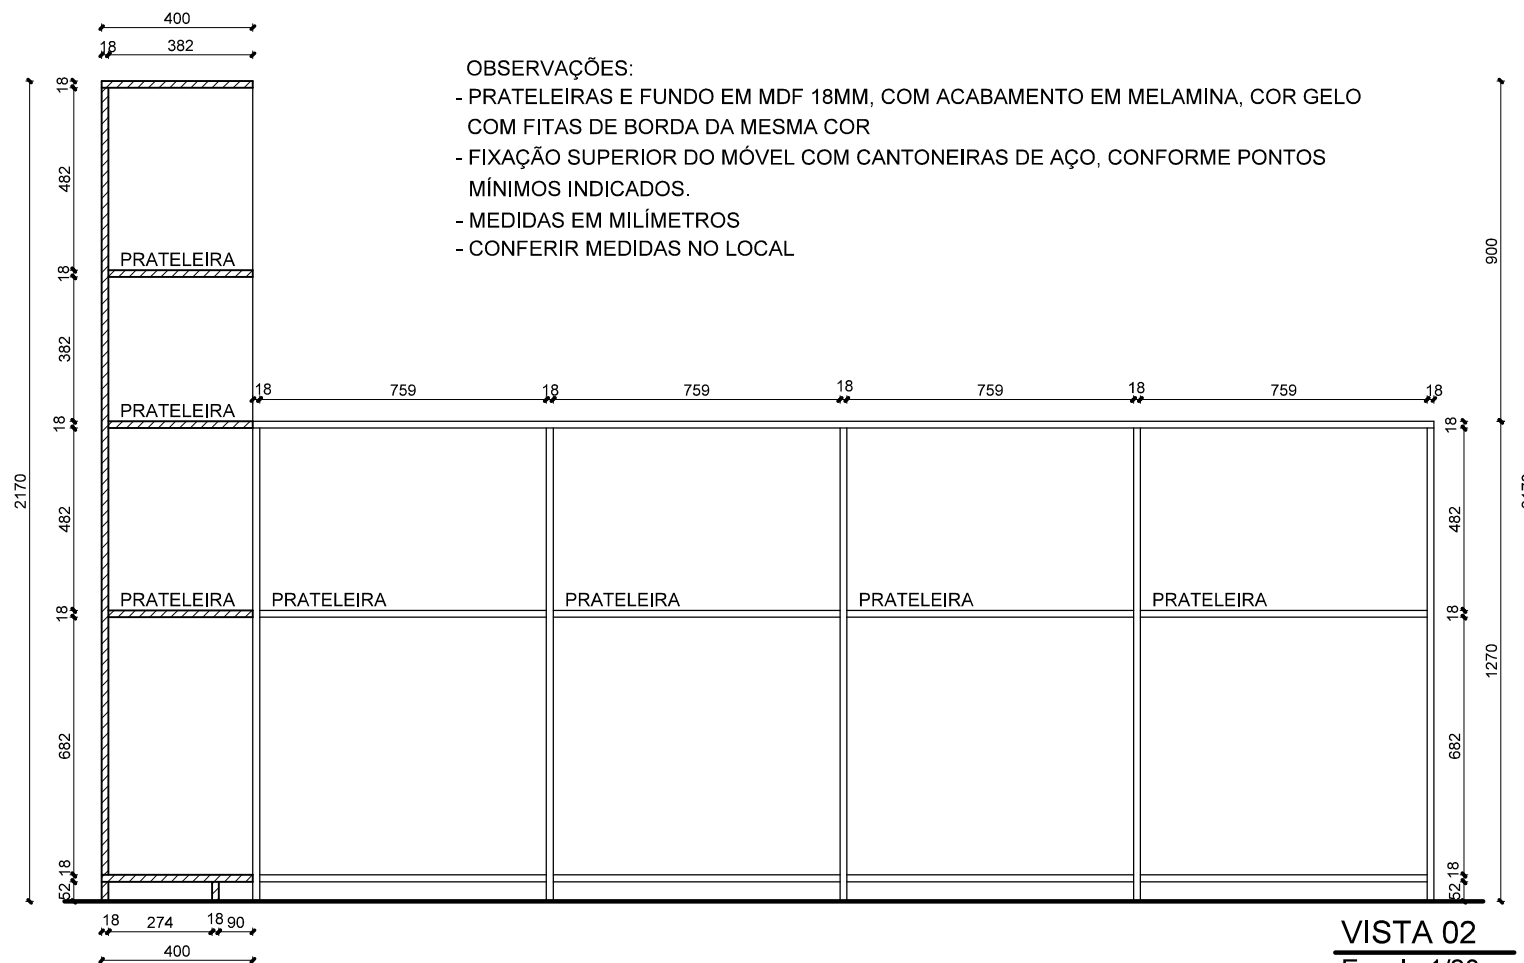 400
18 382
OBSERVAÇÕES:
- PRATELEIRAS E FUNDO EM MDF 18MM, COM ACABAMENTO EM MELAMINA, COR GELO
COM FITAS DE BORDA DA MESMA COR
- FIXAÇÃO SUPERIOR DO MÓVEL COM CANTONEIRAS DE AÇO, CONFORME PONTOS
MÍNIMOS INDICADOS.
- MEDIDAS EM MILÍMETROS
- CONFERIR MEDIDAS NO LOCAL
18
482
18
382
18
482
18
682
18
52
2170
PRATELEIRA
PRATELEIRA
18 759 18 759 18 759 18 759 18
PRATELEIRA PRATELEIRA PRATELEIRA PRATELEIRA PRATELEIRA
18
482
18
682
18
52
900
1270
18 274 18 90
400
VISTA 02